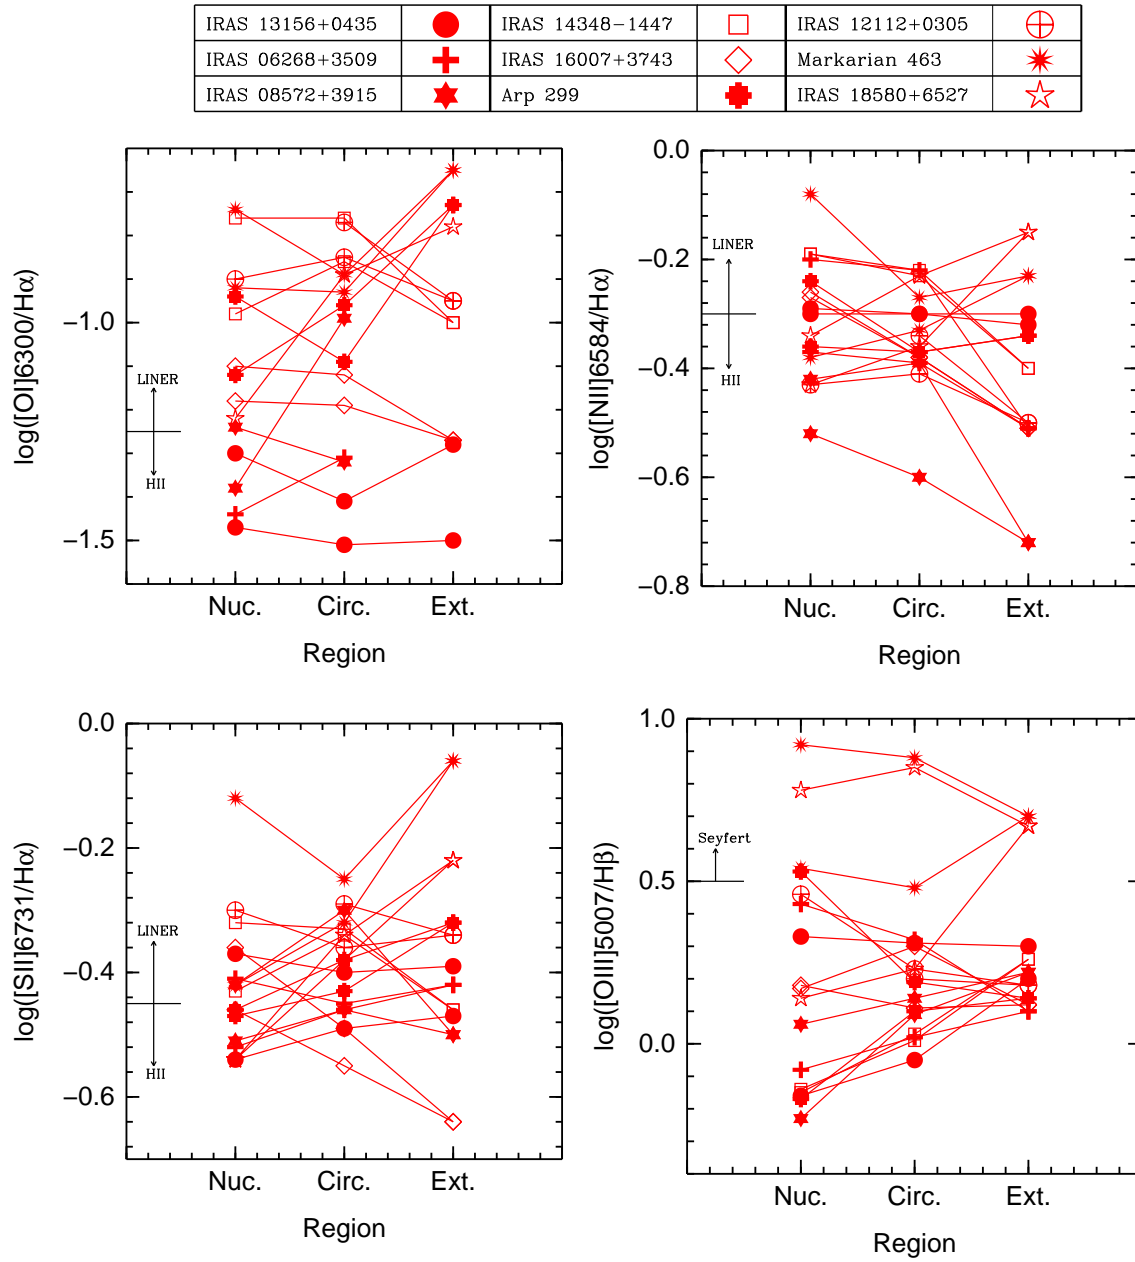 IRAS 13156+0435 IRAS 14348−1447 IRAS 12112+0305
IRAS 06268+3509 IRAS 16007+3743 Markarian 463
IRAS 08572+3915 Arp 299 IRAS 18580+6527
log([OI]6300/Hα)
−1.0
−1.5
LINER
HII
Nuc. Circ. Ext.
Region
log([NII]6584/Hα)
0.0
−0.2
−0.4
−0.6
−0.8
LINER
HII
Nuc. Circ. Ext.
Region
log([SII]6731/Hα)
0.0
−0.2
−0.4
−0.6
LINER
HII
Nuc. Circ. Ext.
Region
log([OIII]5007/Hβ)
1.0
0.5
0.0
Seyfert
Nuc. Circ. Ext.
Region